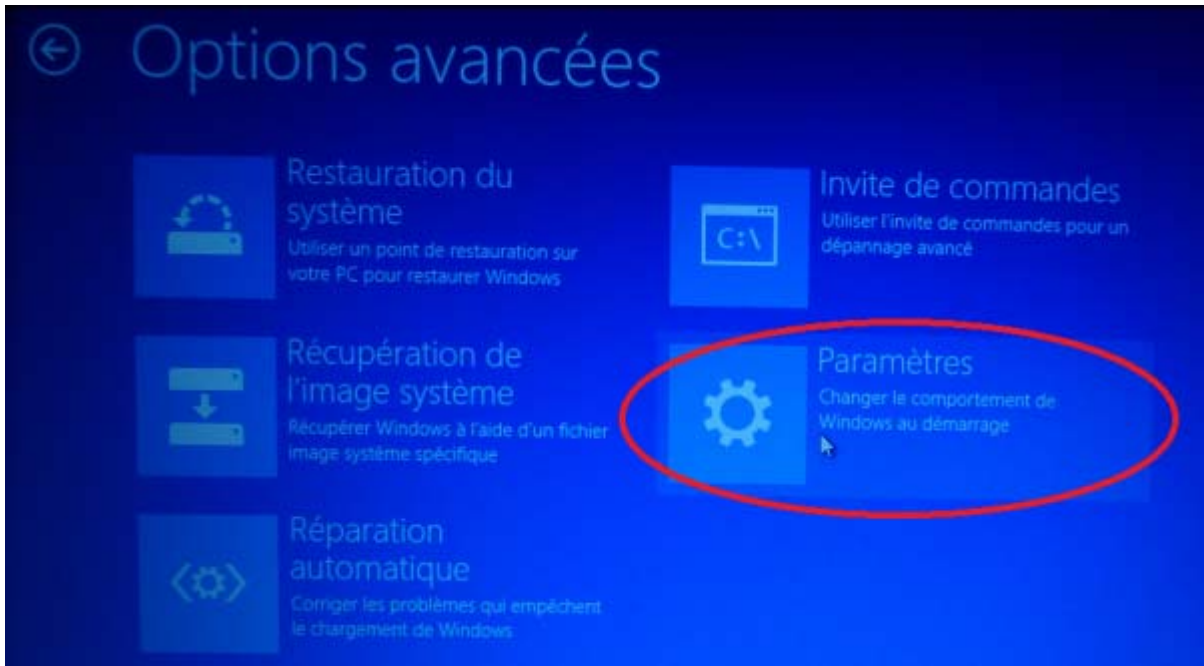 Options avancées
Restauration du
système
Utiliser un point de restauration sur
votre PC pour restaurer Windows
Récupération de
l'image système
Récupérer Windows à l'aide d'un fichier
image système spécifique
Réparation
automatique
Corriger les problèmes qui empêchent
le chargement de Windows
Invite de commandes
Utiliser l'invite de commandes pour un
dépannage avancé
C:\
Paramètres
Changer le comportement de
Windows au démarrage